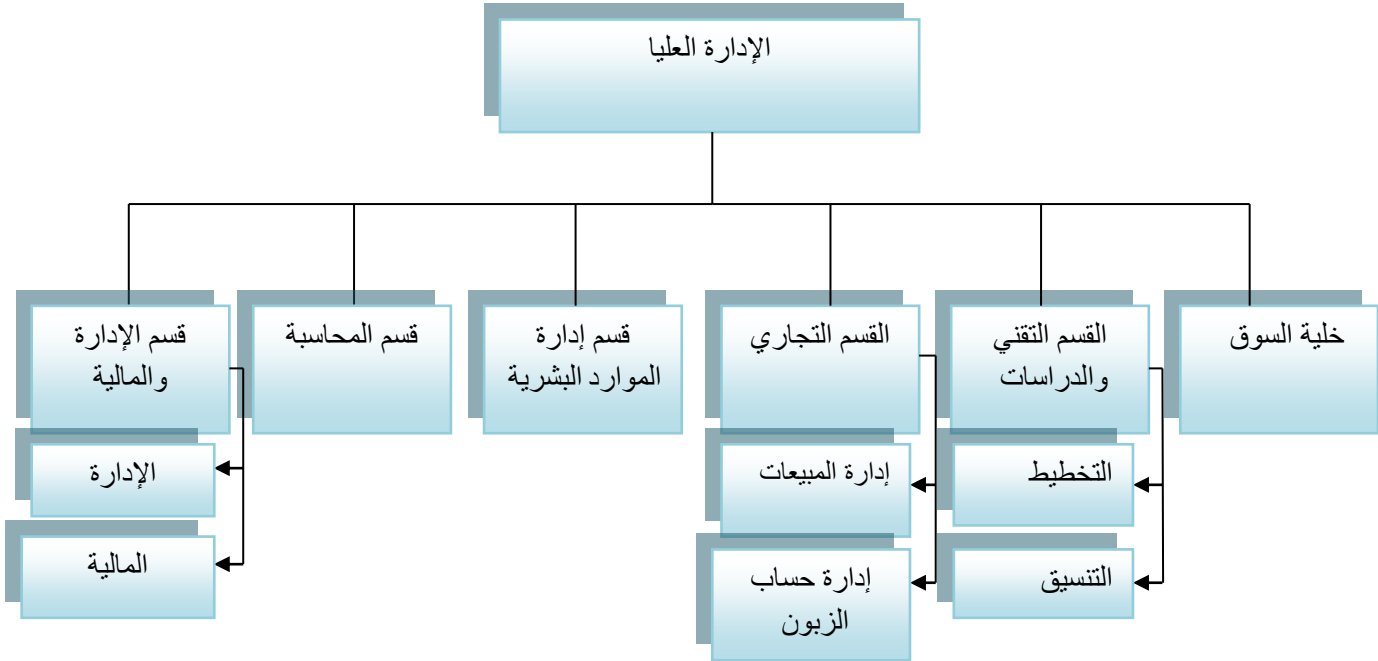 الإدارة العليا
خلية السوق
القسم التقني
والدراسات
القسم التجاري
قسم إدارة
الموارد البشرية
قسم المحاسبة
قسم الإدارة
والمالية
التخطيط
إدارة المبيعات
الإدارة
التنسيق
إدارة حساب
الزبون
المالية